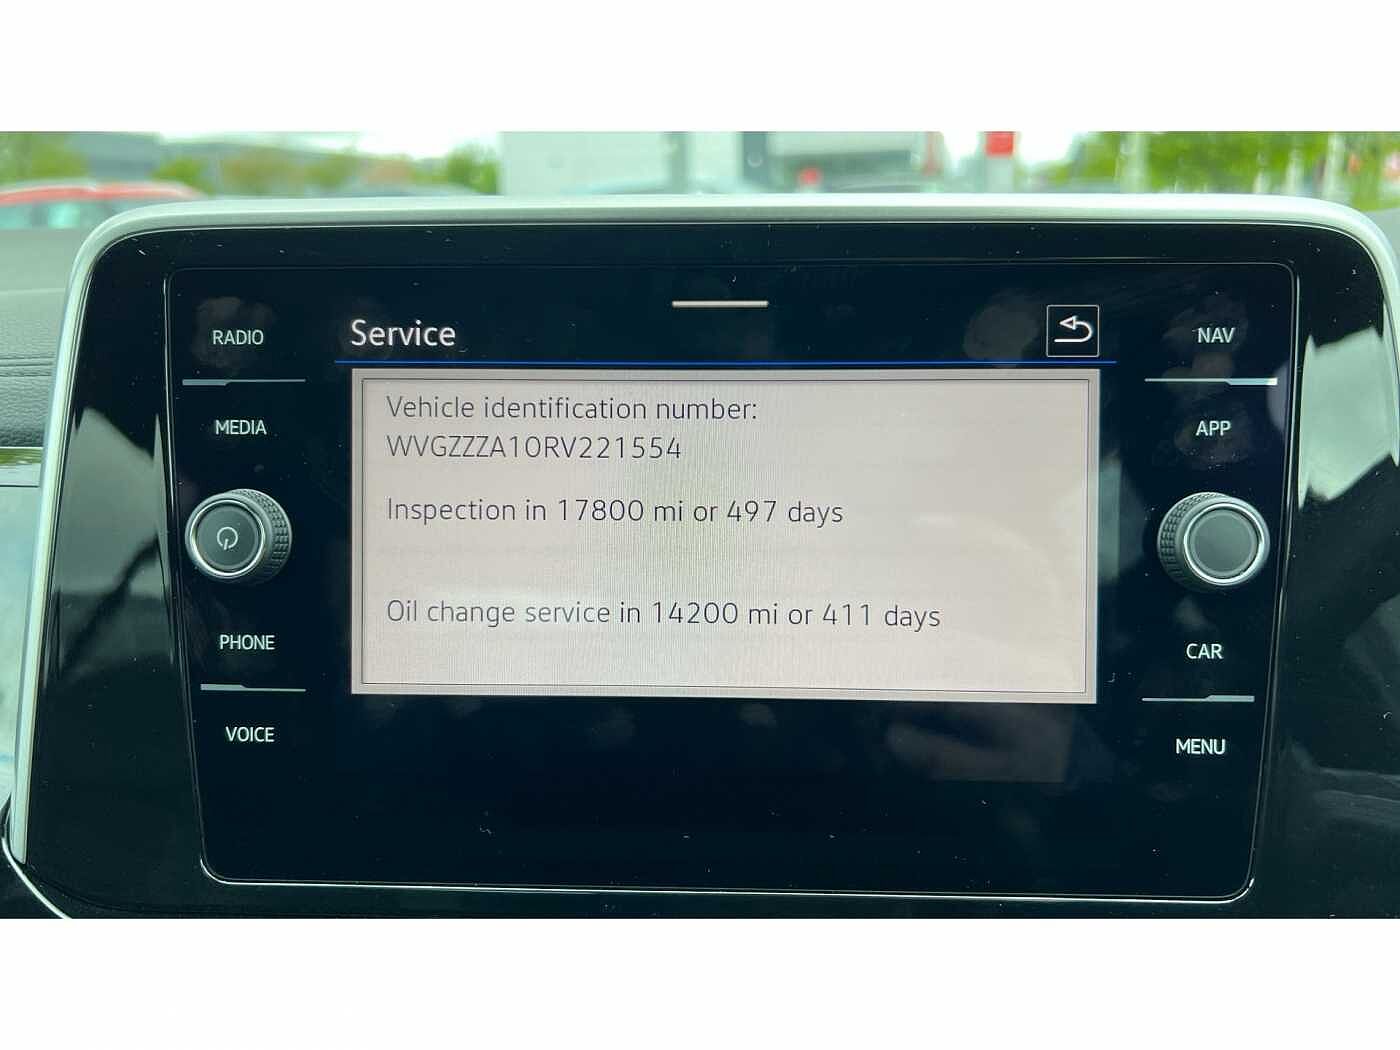 Service
RADIO
MEDIA
PHONE
VOICE
Vehicle identification number:
WVGZZZA10RV221554
Inspection in 17800 mi or 497 days
Oil change service in 14200 mi or 411 days
NAV
APP
CAR
MENU